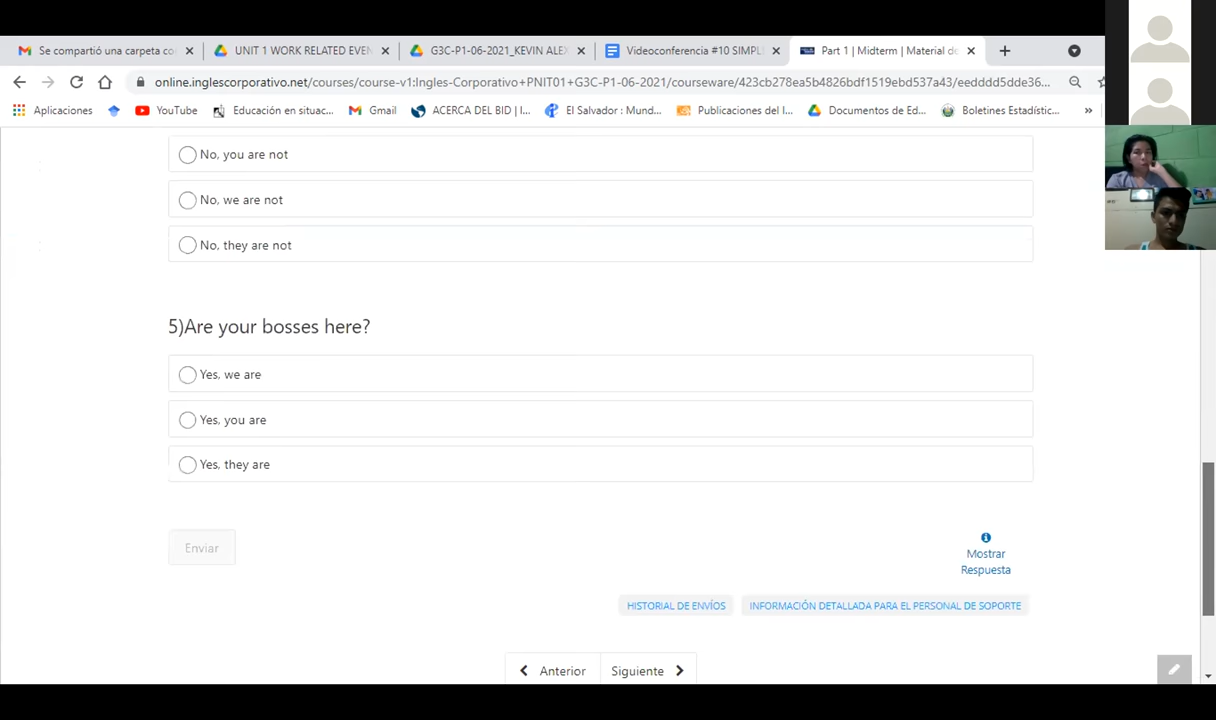 Se compartió una carpeta co
UNIT 1 WORK RELATED EVEN
G3C-P1-06-2021_KEVIN ALEX
Videoconferencia #10 SIMPL
Part 1 | Midterm | Material de
online.inglescorporativo.net/courses/course-v1:Ingles-Corporativo+PNIT01+G3C-P1-06-2021/courseware/423cb278ea5b4826bdf1519ebd537a43/eedddd5dde36...
Aplicaciones
YouTube
Educación en situac...
Gmail
ACERCA DEL BID | I...
El Salvador : Mund...
Publicaciones del I...
Documentos de Ed...
Boletines Estadístic...
»
No, you are not
No, we are not
No, they are not
5)Are your bosses here?
Yes, we are
Yes, you are
Yes, they are
Enviar
Mostrar
Respuesta
HISTORIAL DE ENVÍOS
INFORMACIÓN DETALLADA PARA EL PERSONAL DE SOPORTE
Anterior
Siguiente